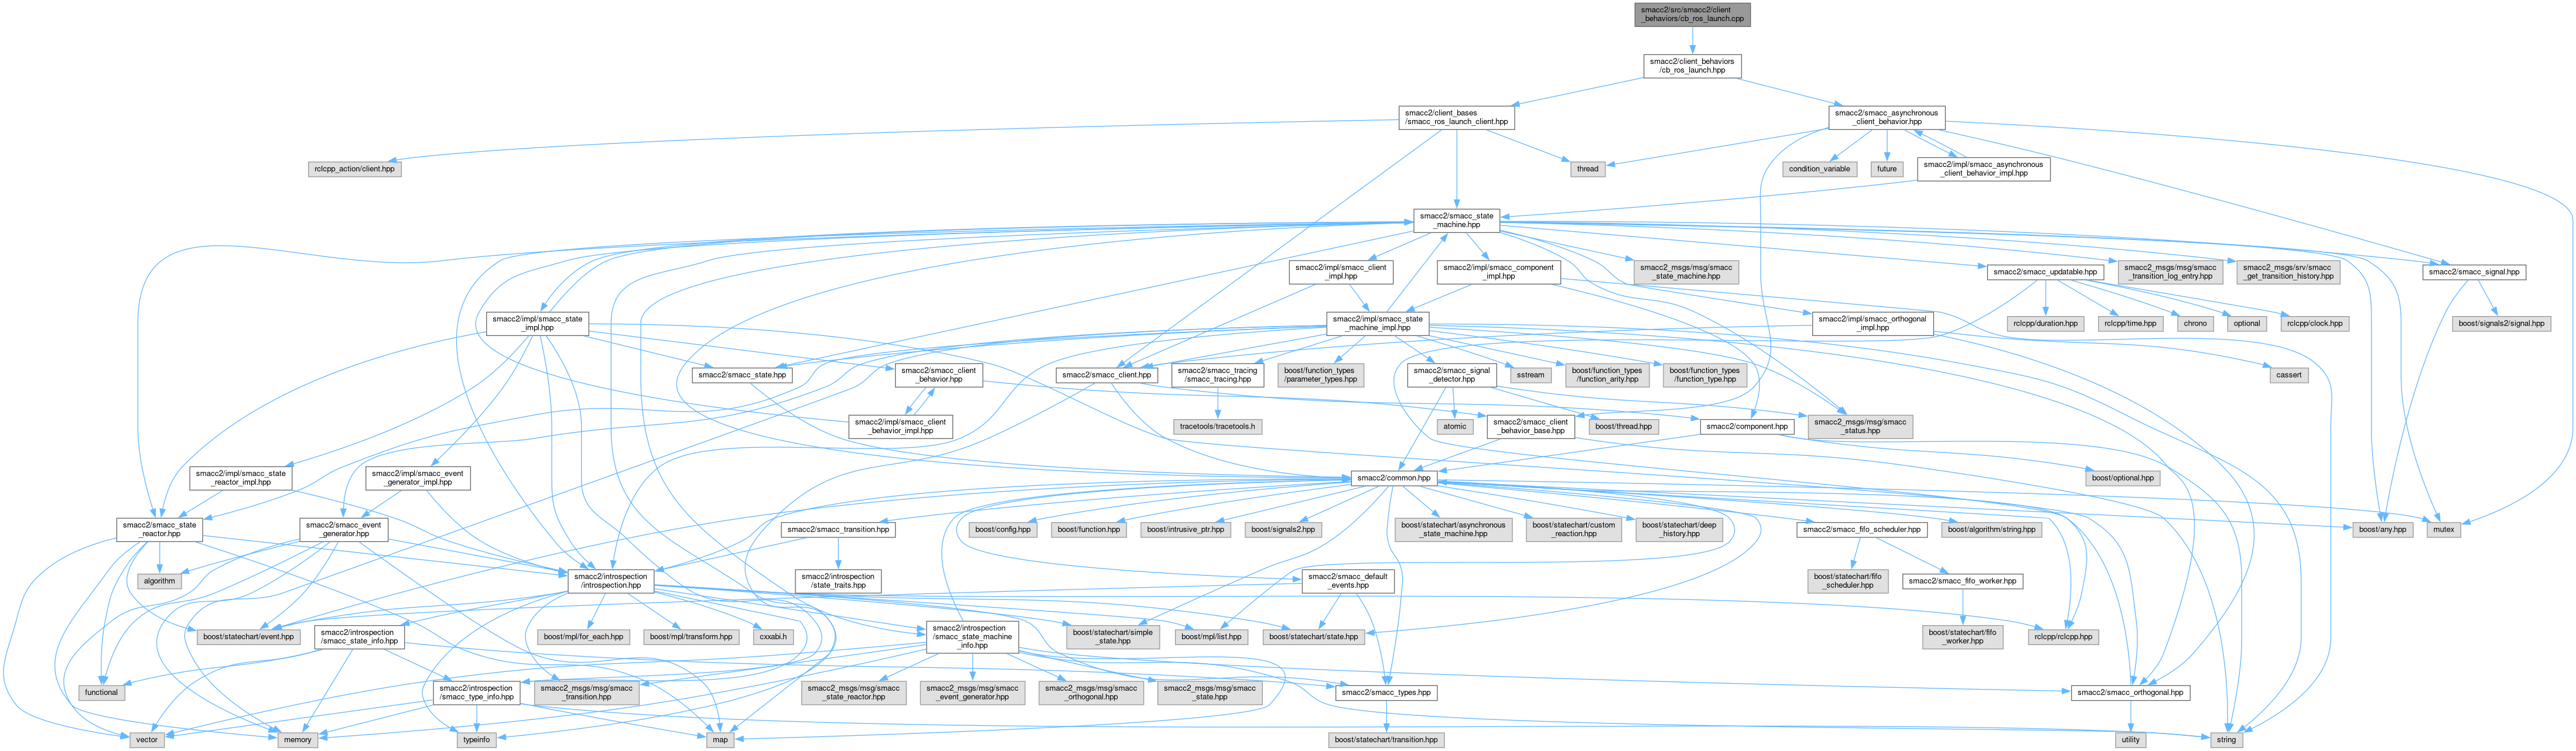 smacc2/src/smacc2/client
_behaviors/cb_ros_launch.cpp
smacc2/client_behaviors
/cb_ros_launch.hpp
smacc2/client_bases
/smacc_ros_launch_client.hpp
smacc2/smacc_asynchronous
_client_behavior.hpp
rclcpp_action/client.hpp
thread
condition_variable
future
smacc2/impl/smacc_asynchronous
_client_behavior_impl.hpp
smacc2/smacc_state
_machine.hpp
smacc2/impl/smacc_client
_impl.hpp
smacc2/impl/smacc_component
_impl.hpp
smacc2_msgs/msg/smacc
_state_machine.hpp
smacc2/smacc_updatable.hpp
smacc2_msgs/msg/smacc
_transition_log_entry.hpp
smacc2_msgs/srv/smacc
_get_transition_history.hpp
smacc2/smacc_signal.hpp
smacc2/impl/smacc_state
_impl.hpp
smacc2/impl/smacc_state
_machine_impl.hpp
smacc2/impl/smacc_orthogonal
_impl.hpp
rclcpp/duration.hpp
rclcpp/time.hpp
chrono
optional
rclcpp/clock.hpp
boost/signals2/signal.hpp
smacc2/smacc_state.hpp
smacc2/smacc_client
_behavior.hpp
smacc2/smacc_client.hpp
smacc2/smacc_tracing
/smacc_tracing.hpp
boost/function_types
/parameter_types.hpp
smacc2/smacc_signal
_detector.hpp
sstream
boost/function_types
/function_arity.hpp
boost/function_types
/function_type.hpp
cassert
smacc2/impl/smacc_client
_behavior_impl.hpp
tracetools/tracetools.h
atomic
smacc2/smacc_client
_behavior_base.hpp
boost/thread.hpp
smacc2/component.hpp
smacc2_msgs/msg/smacc
_status.hpp
smacc2/impl/smacc_state
_reactor_impl.hpp
smacc2/impl/smacc_event
_generator_impl.hpp
smacc2/common.hpp
boost/optional.hpp
smacc2/smacc_state
_reactor.hpp
smacc2/smacc_event
_generator.hpp
smacc2/smacc_transition.hpp
boost/config.hpp
boost/function.hpp
boost/intrusive_ptr.hpp
boost/signals2.hpp
boost/statechart/asynchronous
_state_machine.hpp
boost/statechart/custom
_reaction.hpp
boost/statechart/deep
_history.hpp
smacc2/smacc_fifo_scheduler.hpp
boost/algorithm/string.hpp
boost/any.hpp
mutex
algorithm
smacc2/introspection
/introspection.hpp
smacc2/introspection
/state_traits.hpp
smacc2/smacc_default
_events.hpp
boost/statechart/fifo
_scheduler.hpp
smacc2/smacc_fifo_worker.hpp
boost/statechart/event.hpp
smacc2/introspection
/smacc_state_info.hpp
boost/mpl/for_each.hpp
boost/mpl/transform.hpp
cxxabi.h
smacc2/introspection
/smacc_state_machine
_info.hpp
boost/statechart/simple
_state.hpp
boost/mpl/list.hpp
boost/statechart/state.hpp
boost/statechart/fifo
_worker.hpp
rclcpp/rclcpp.hpp
functional
smacc2/introspection
/smacc_type_info.hpp
smacc2_msgs/msg/smacc
_transition.hpp
smacc2_msgs/msg/smacc
_state_reactor.hpp
smacc2_msgs/msg/smacc
_event_generator.hpp
smacc2_msgs/msg/smacc
_orthogonal.hpp
smacc2_msgs/msg/smacc
_state.hpp
smacc2/smacc_types.hpp
smacc2/smacc_orthogonal.hpp
vector
memory
typeinfo
map
boost/statechart/transition.hpp
utility
string